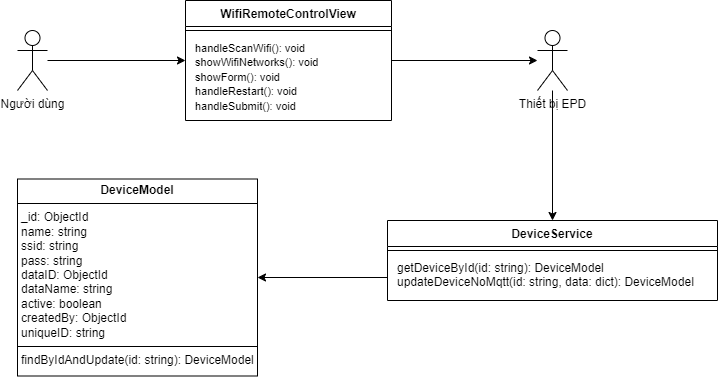 WifiRemoteControlView
handleScanWifi(): void
showWifiNetworks(): void
showForm(): void
handleRestart(): void
handleSubmit(): void
Người dùng
Thiết bị EPD
DeviceModel
_id: ObjectId
name: string
ssid: string
pass: string
dataID: ObjectId
dataName: string
active: boolean
createdBy: ObjectId
uniqueID: string
findByIdAndUpdate(id: string): DeviceModel
DeviceService
getDeviceById(id: string): DeviceModel
updateDeviceNoMqtt(id: string, data: dict): DeviceModel